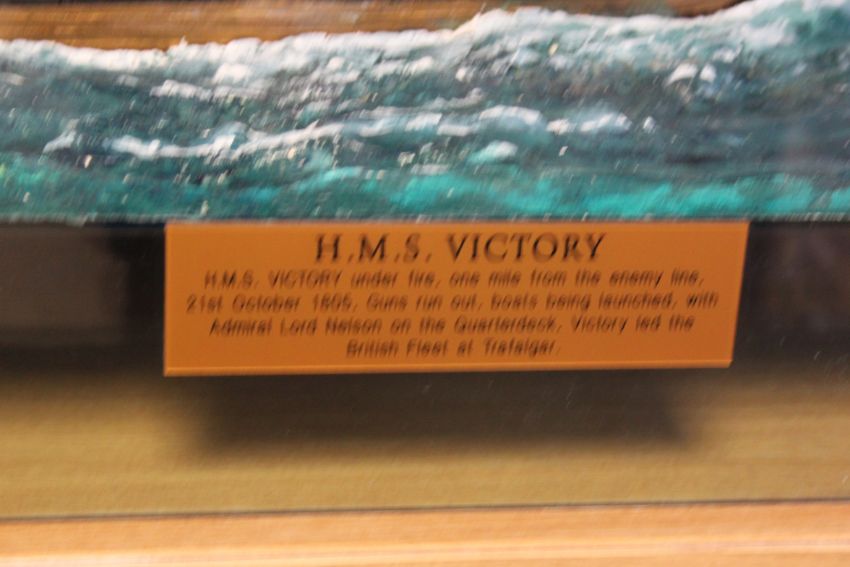 H.M.S. VICTORY
H.M.S. VICTORY under fire, one mile from the enemy line,
21st October 1805. Guns run out, boats being launched, with
Admiral Lord Nelson on the Quarterdeck. Victory led the
British Fleet at Trafalgar.